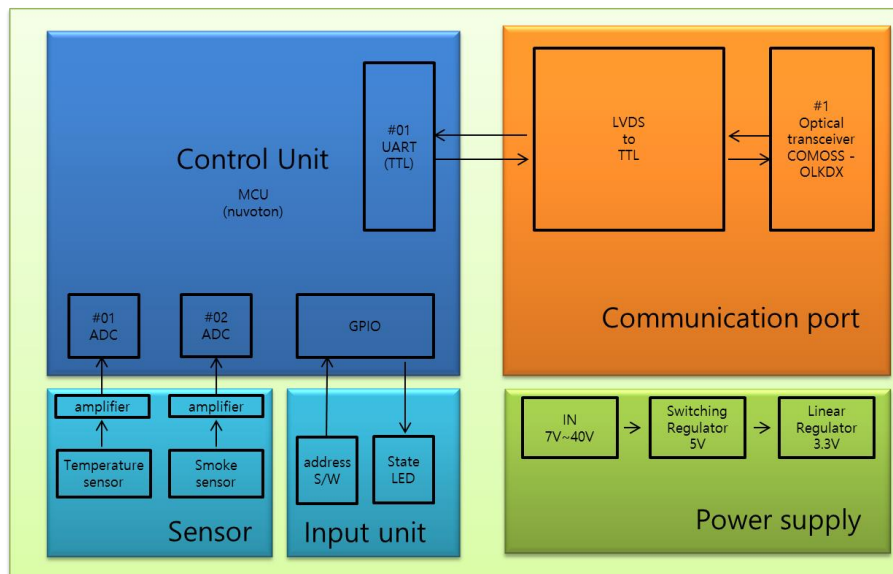 Control Unit
MCU
(nuvoton)
#01
UART
(TTL)
#01
ADC
#02
ADC
GPIO
LVDS
to
TTL
#1
Optical
transceiver
COMOSS -
OLKDX
Communication port
amplifier
amplifier
Temperature
sensor
Smoke
sensor
Sensor
address
S/W
State
LED
Input unit
IN
7V~40V
Switching
Regulator
5V
Linear
Regulator
3.3V
Power supply